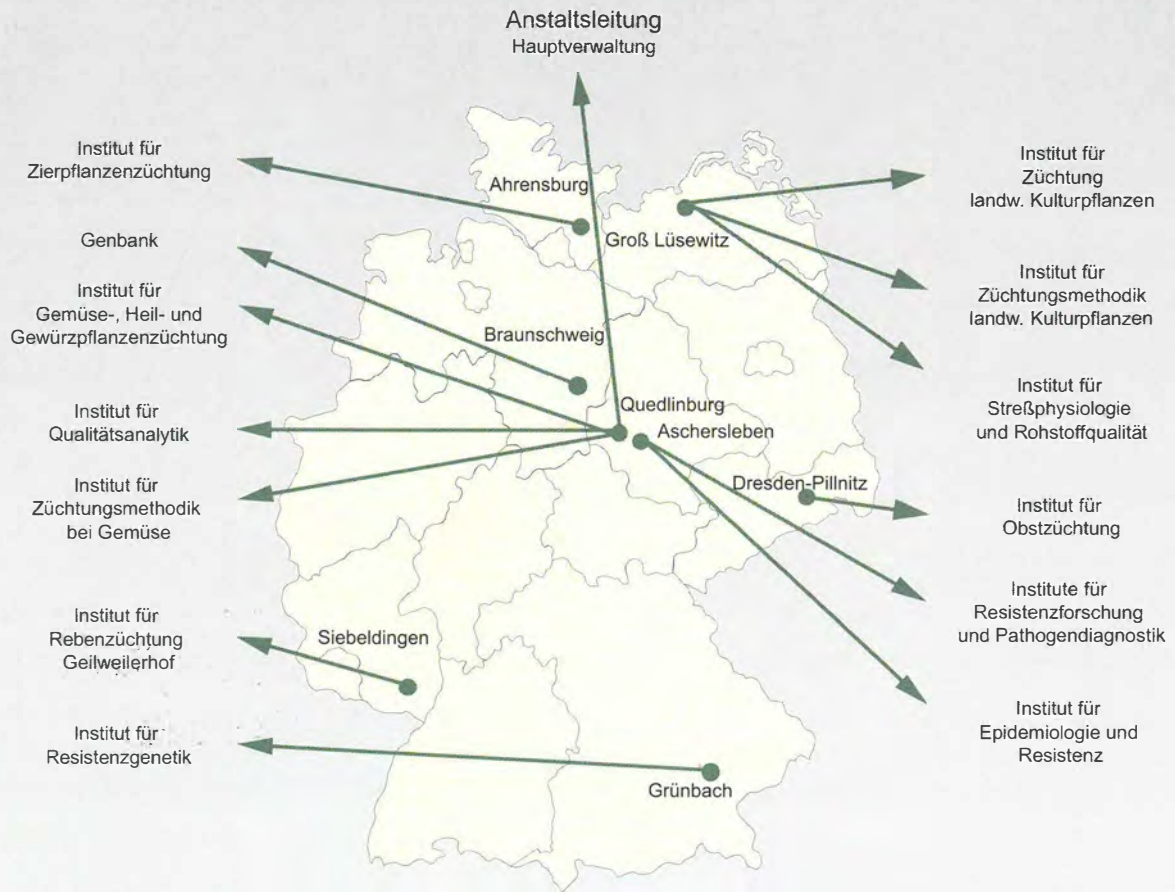 Anstaltsleitung
Hauptverwaltung
Institut für
Zierpflanzenzüchtung
Genbank
Institut für
Gemüse-, Heil- und
Gewürzpflanzenzüchtung
Institut für
Qualitätsanalytik
Institut für
Züchtungsmethodik
bei Gemüse
Institut für
Rebenzüchtung
Geilweilerhof
Institut für
Resistenzgenetik
Ahrensburg
Groß Lüsewitz
Braunschweig
Quedlinburg
Aschersleben
Dresden-Pillnitz
Siebeldingen
Grünbach
Institut für
Züchtung
landw. Kulturpflanzen
Institut für
Züchtungsmethodik
landw. Kulturpflanzen
Institut für
Streßphysiologie
und Rohstoffqualität
Institut für
Obstzüchtung
Institute für
Resistenzforschung
und Pathogendiagnostik
Institut für
Epidemiologie und
Resistenz